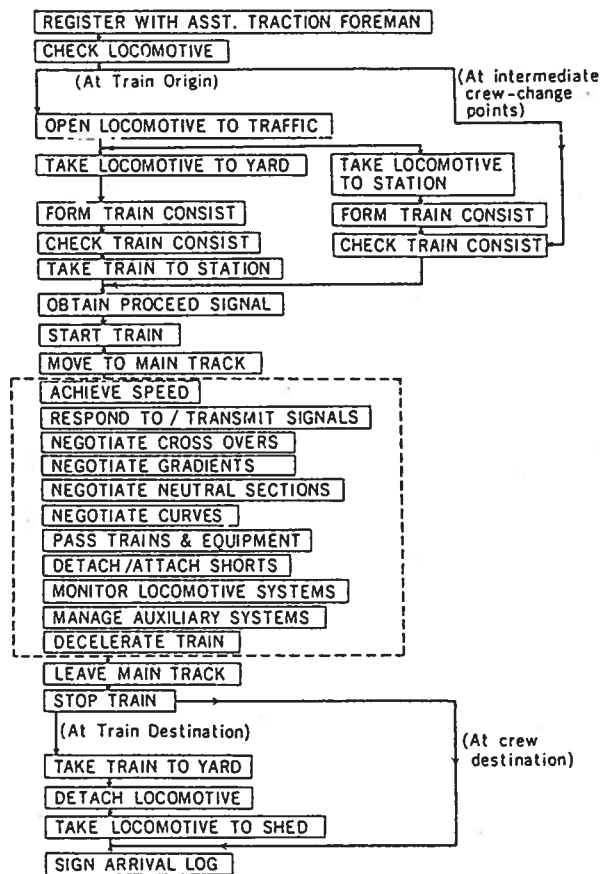 REGISTER WITH ASST. TRACTION FOREMAN
CHECK LOCOMOTIVE
(At Train Origin)
(At intermediate
crew-change
points)
OPEN LOCOMOTIVE TO TRAFFIC
TAKE LOCOMOTIVE TO YARD
TAKE LOCOMOTIVE
TO STATION
FORM TRAIN CONSIST
FORM TRAIN CONSIST
CHECK TRAIN CONSIST
CHECK TRAIN CONSIST
TAKE TRAIN TO STATION
OBTAIN PROCEED SIGNAL
START TRAIN
MOVE TO MAIN TRACK
ACHIEVE SPEED
RESPOND TO / TRANSMIT SIGNALS
NEGOTIATE CROSS OVERS
NEGOTIATE GRADIENTS
NEGOTIATE NEUTRAL SECTIONS
NEGOTIATE CURVES
PASS TRAINS & EQUIPMENT
DETACH/ATTACH SHORTS
MONITOR LOCOMOTIVE SYSTEMS
MANAGE AUXILIARY SYSTEMS
DECELERATE TRAIN
LEAVE MAIN TRACK
STOP TRAIN
(At Train Destination)
(At crew
destination)
TAKE TRAIN TO YARD
DETACH LOCOMOTIVE
TAKE LOCOMOTIVE TO SHED
SIGN ARRIVAL LOG